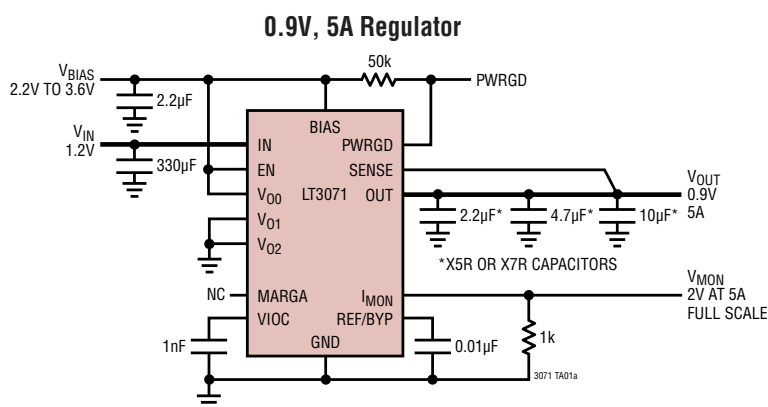 0.9V, 5A Regulator
50k
VBIAS
2.2V TO 3.6V
PWRGD
2.2µF
VIN
1.2V
330µF
BIAS
IN
PWRGD
EN
SENSE
VO0
LT3071
OUT
VOUT
0.9V
5A
VO1
VO2
2.2µF*
4.7µF*
10µF*
*X5R OR X7R CAPACITORS
NC
MARGA
IMON
VMON
2V AT 5A
FULL SCALE
VIOC
REF/BYP
1nF
GND
0.01µF
1k
3071 TA01a